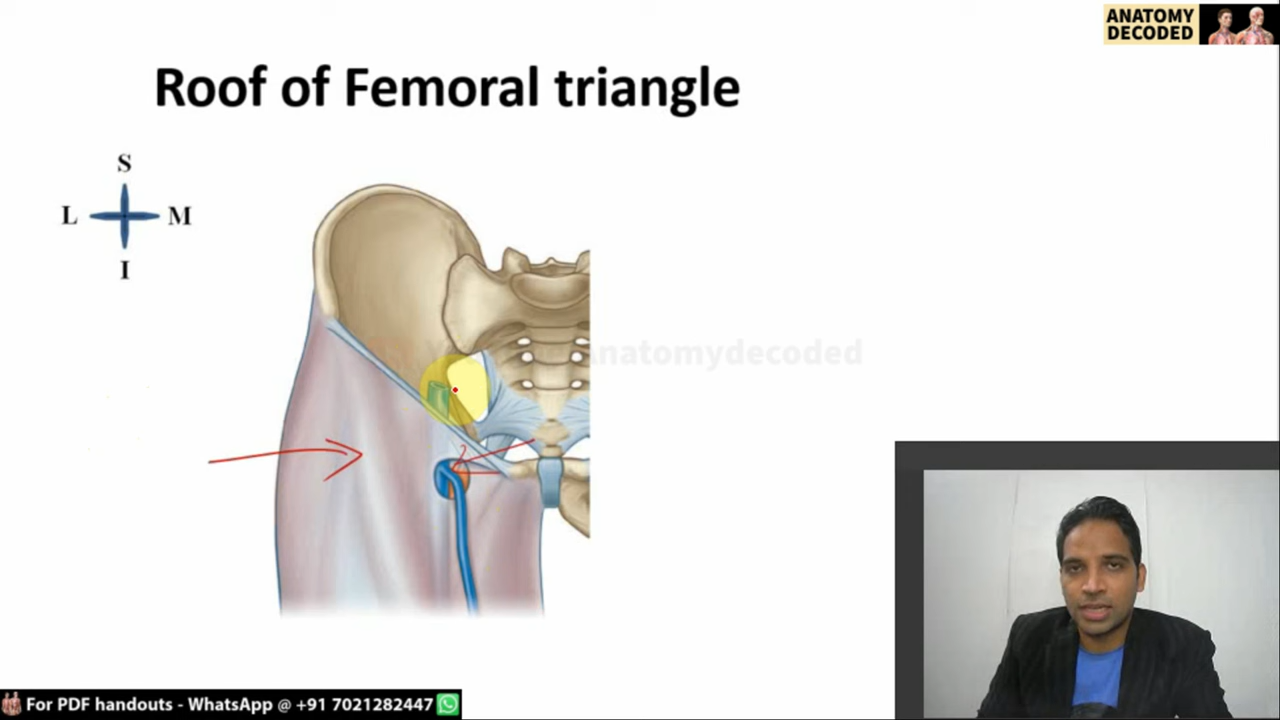 ANATOMY
DECODED
Roof of Femoral triangle
S
L
M
I
Anatomydecoded
For PDF handouts - WhatsApp @ +91 7021282447